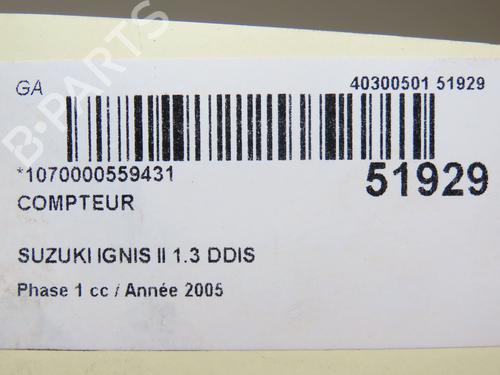 GA
40300501 51929
*1070000559431
51929
COMPTEUR
SUZUKI IGNIS II 1.3 DDIS
Phase 1 cc / Année 2005
B-PARTS